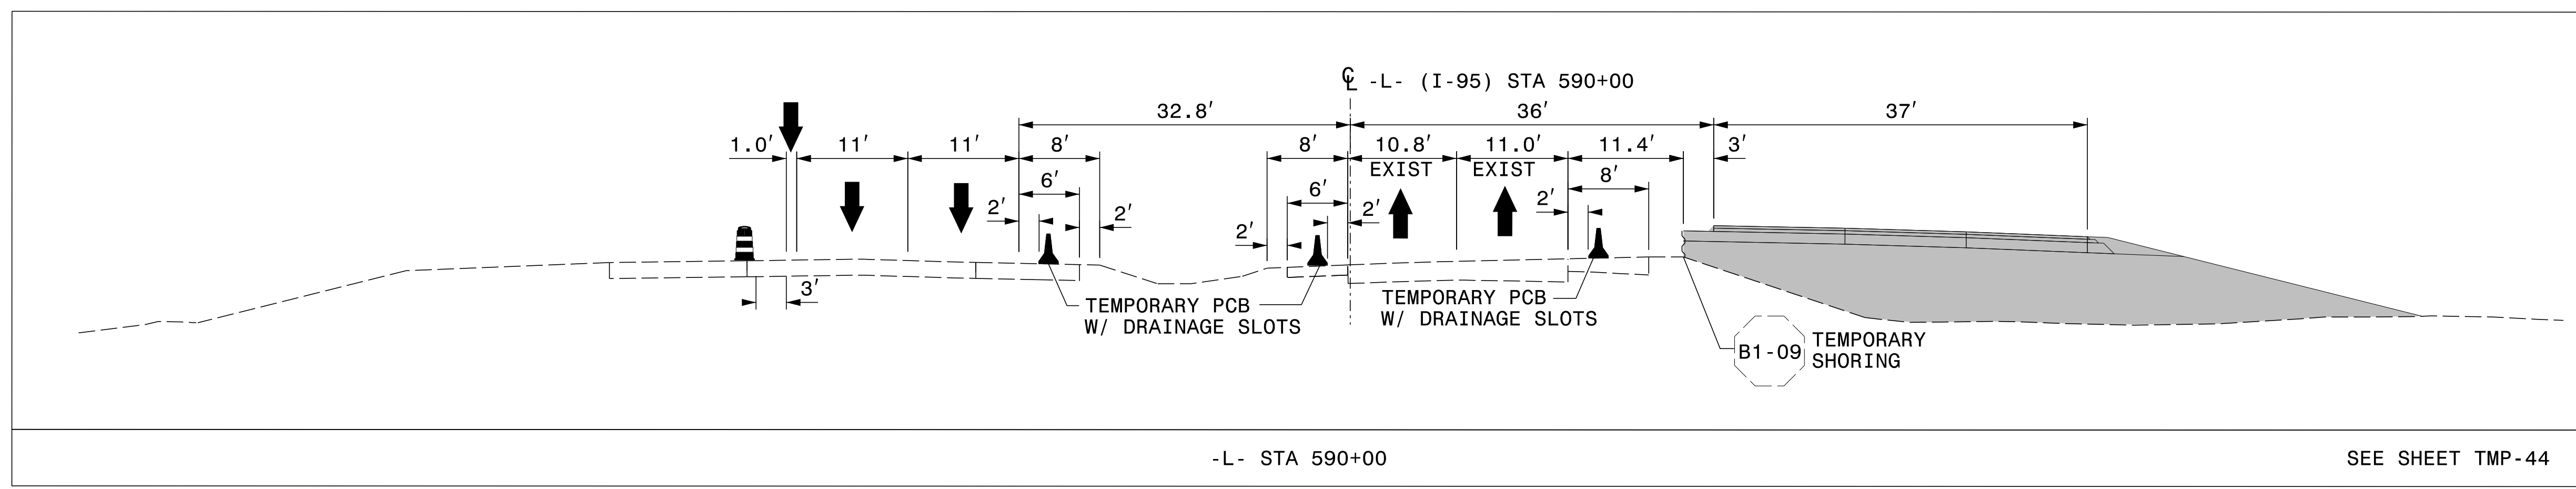 ℄ -L- (I-95) STA 590+00
32.8' 36' 37'
1.0' 11' 11' 8' 8' 10.8' 11.0' 11.4' 3'
EXIST EXIST
6' 8'
2' 6' 2' 2' 2'
2'
3'
TEMPORARY PCB
W/ DRAINAGE SLOTS
TEMPORARY PCB
W/ DRAINAGE SLOTS
B1-09
TEMPORARY
SHORING
-L- STA 590+00
SEE SHEET TMP-44